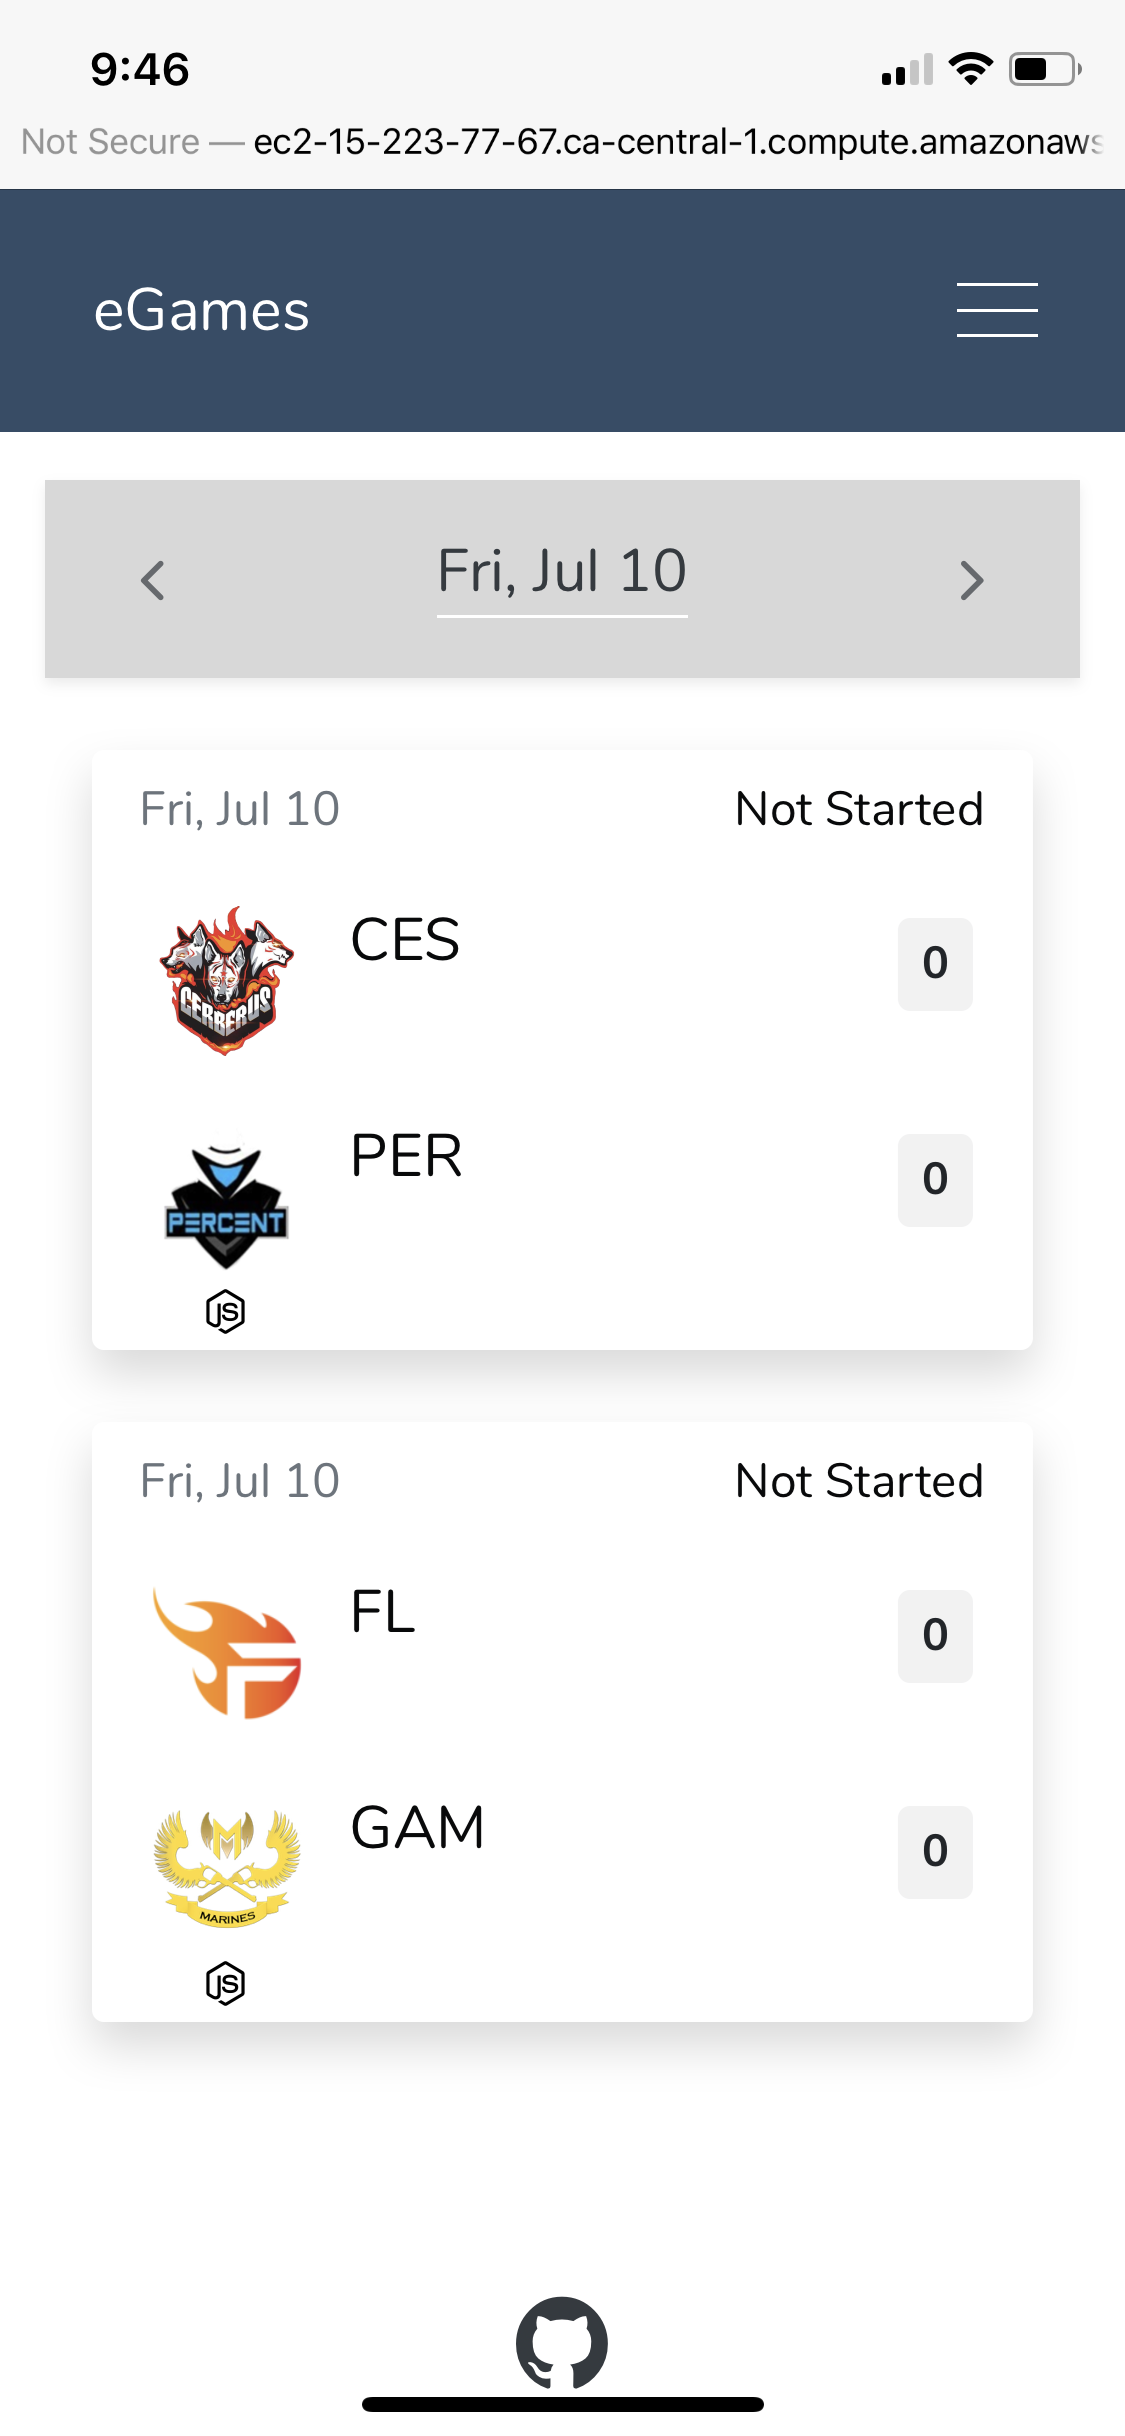 9:46
Not Secure — ec2-15-223-77-67.ca-central-1.compute.amazonaws
eGames
Fri, Jul 10
Fri, Jul 10 Not Started
CES 0
CERBERUS
PER 0
PERCENT
JS
Fri, Jul 10 Not Started
FL 0
F
GAM 0
M
MARINES
JS